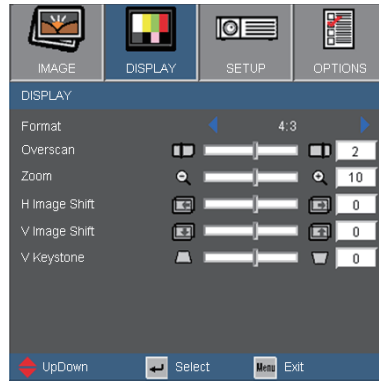 IMAGE DISPLAY SETUP OPTIONS
DISPLAY
Format 4:3
Overscan 2
Zoom 10
H Image Shift 0
V Image Shift 0
V Keystone 0
UpDown Select Menu Exit